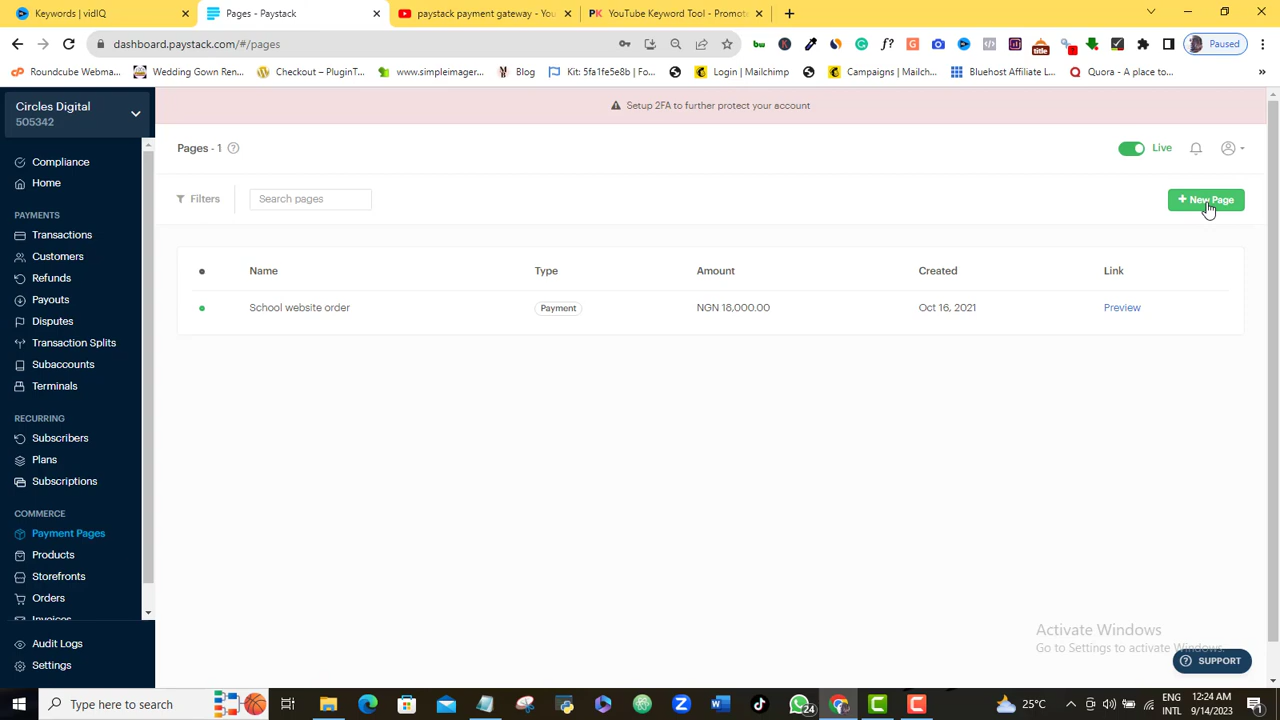 Keywords | vidIQ
Pages - Paystack
paystack payment gateway - You
YouTube Keyword Tool - Promote
dashboard.paystack.com/#/pages
Paused
Roundcube Webma...
Wedding Gown Ren...
Checkout – PluginT...
www.simpleimager...
Blog
Kit: 5fa1fe5e8b | Fo...
Login | Mailchimp
Campaigns | Mailch...
Bluehost Affiliate L...
Quora - A place to...
»
Circles Digital
505342
Setup 2FA to further protect your account
Compliance
Home
PAYMENTS
Transactions
Customers
Refunds
Payouts
Disputes
Transaction Splits
Subaccounts
Terminals
RECURRING
Subscribers
Plans
Subscriptions
COMMERCE
Payment Pages
Products
Storefronts
Orders
Invoices
Audit Logs
Settings
Pages - 1 ?
Live
Filters
Search pages
+ New Page
Name Type Amount Created Link
School website order Payment NGN 18,000.00 Oct 16, 2021 Preview
Activate Windows
Go to Settings to activate Windows.
SUPPORT
Type here to search
24
25°C
ENG
INTL
12:24 AM
9/14/2023